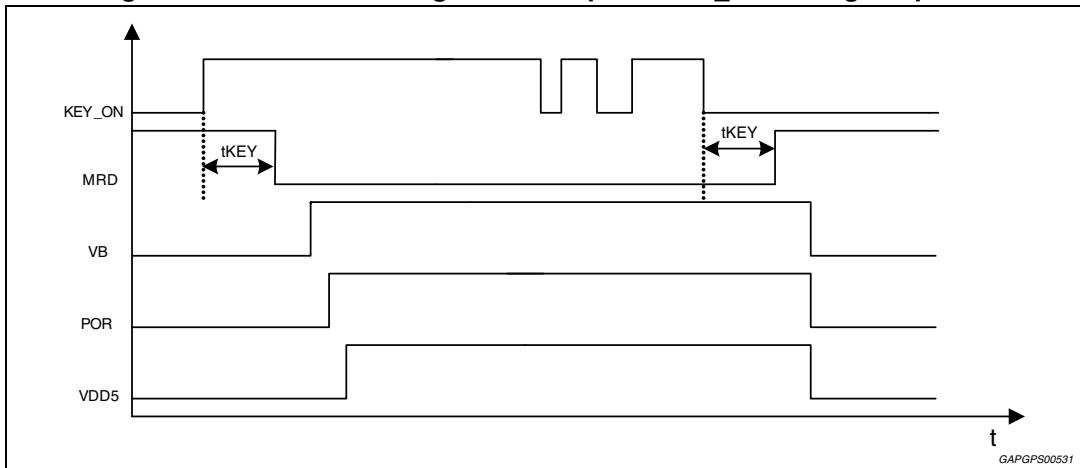 KEY_ON
tKEY
tKEY
MRD
VB
POR
VDD5
t
GAPGPS00531